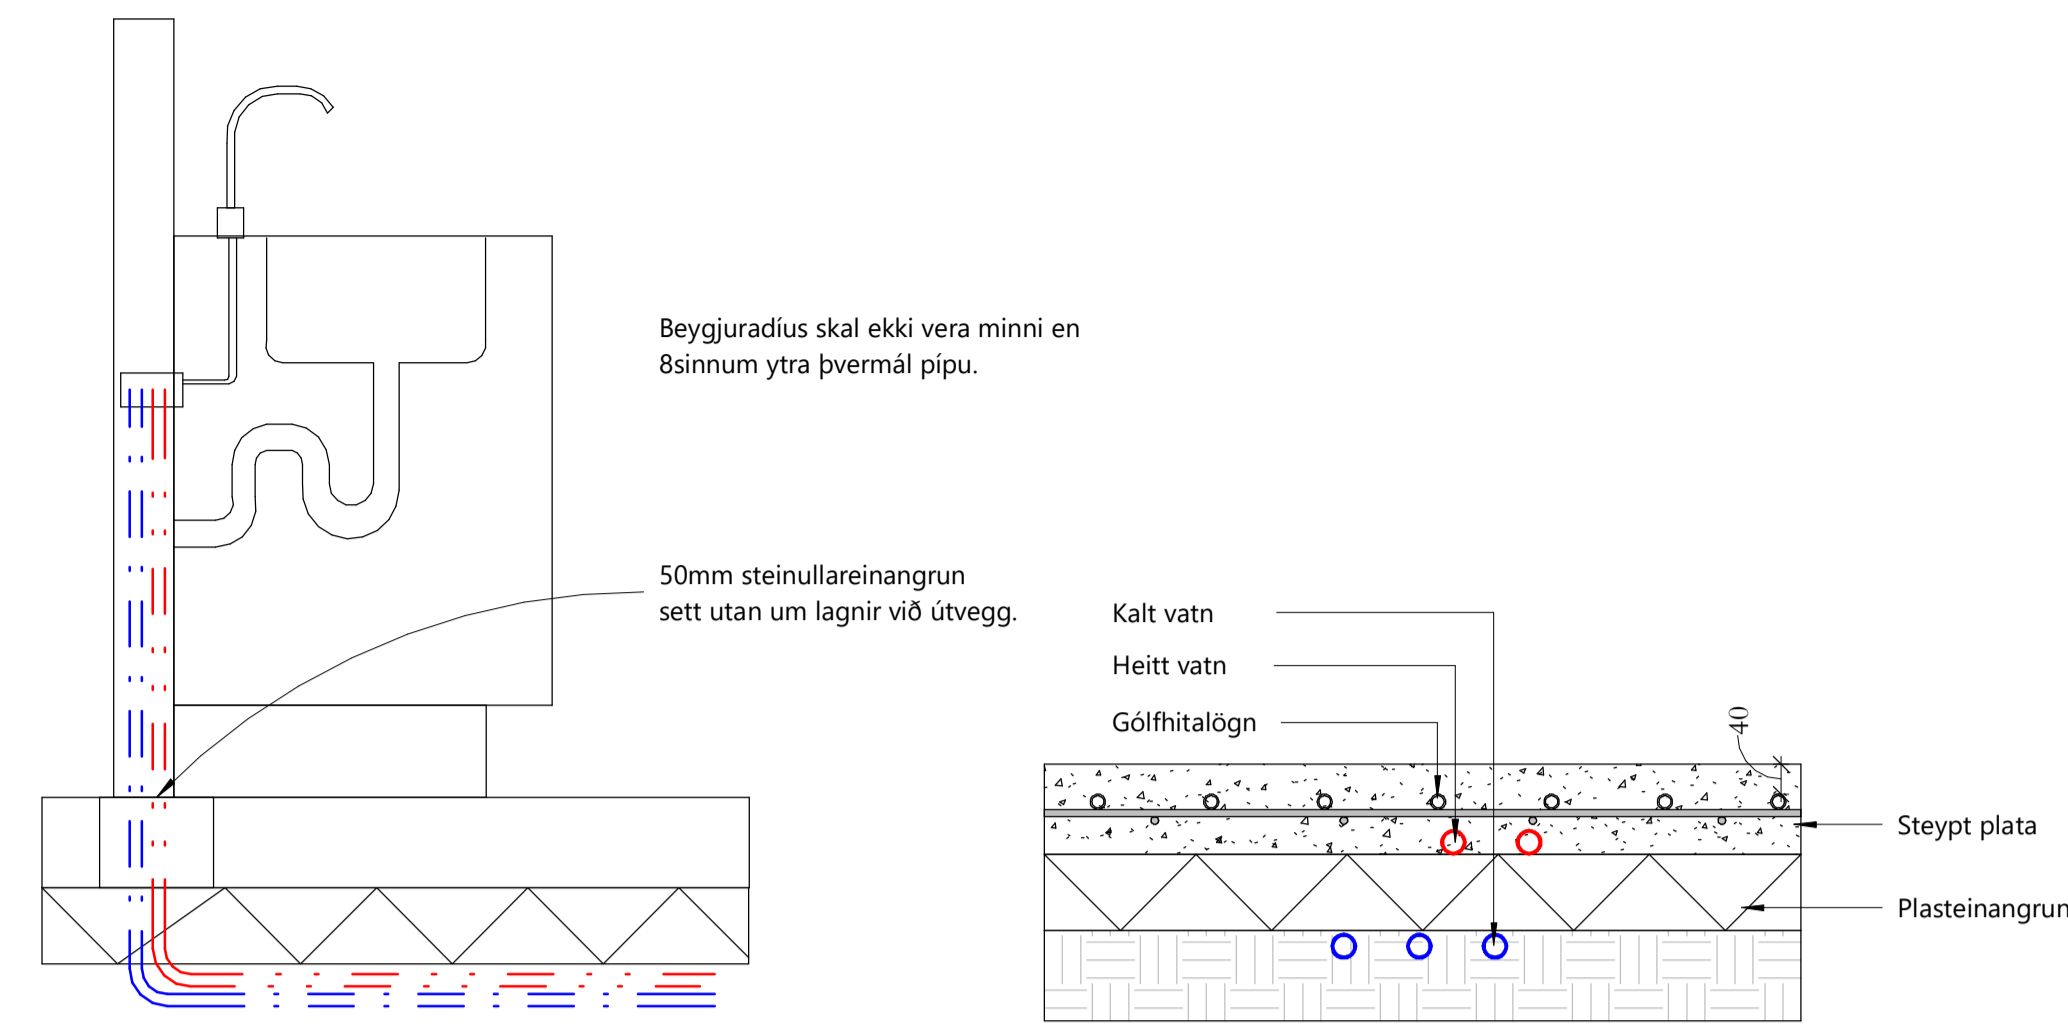 Beygjuradíus skal ekki vera minni en
8sinnum ytra þvermál pípu.
50mm steinullareinangrun
sett utan um lagnir við útvegg.
Kalt vatn
Heitt vatn
Gólfhitalögn
40
Steypt plata
Plasteinangrun